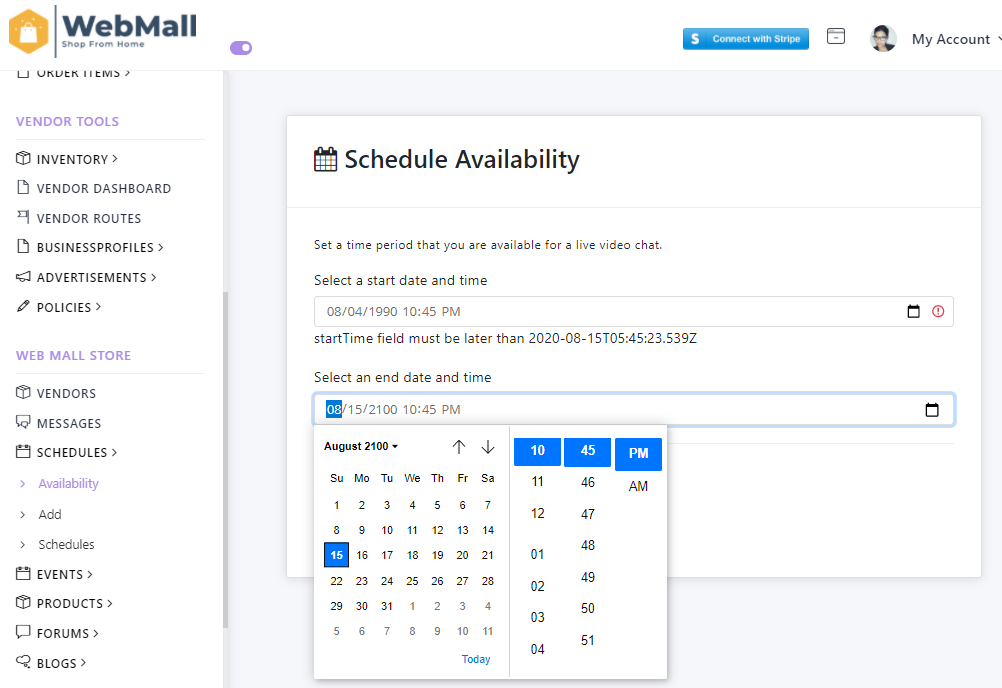 WebMall
Shop From Home
S Connect with Stripe
My Account
ORDER ITEMS
VENDOR TOOLS
INVENTORY
VENDOR DASHBOARD
VENDOR ROUTES
BUSINESSPROFILES
ADVERTISEMENTS
POLICIES
WEB MALL STORE
VENDORS
MESSAGES
SCHEDULES
Availability
Add
Schedules
EVENTS
PRODUCTS
FORUMS
BLOGS
Schedule Availability
Set a time period that you are available for a live video chat.
Select a start date and time
08/04/1990 10:45 PM
startTime field must be later than 2020-08-15T05:45:23.539Z
Select an end date and time
08/15/2100 10:45 PM
August 2100
Su Mo Tu We Th Fr Sa
1 2 3 4 5 6 7
8 9 10 11 12 13 14
15 16 17 18 19 20 21
22 23 24 25 26 27 28
29 30 31 1 2 3 4
5 6 7 8 9 10 11
Today
10 45 PM
11 46 AM
12 47
01 48
02 49
03 50
04 51